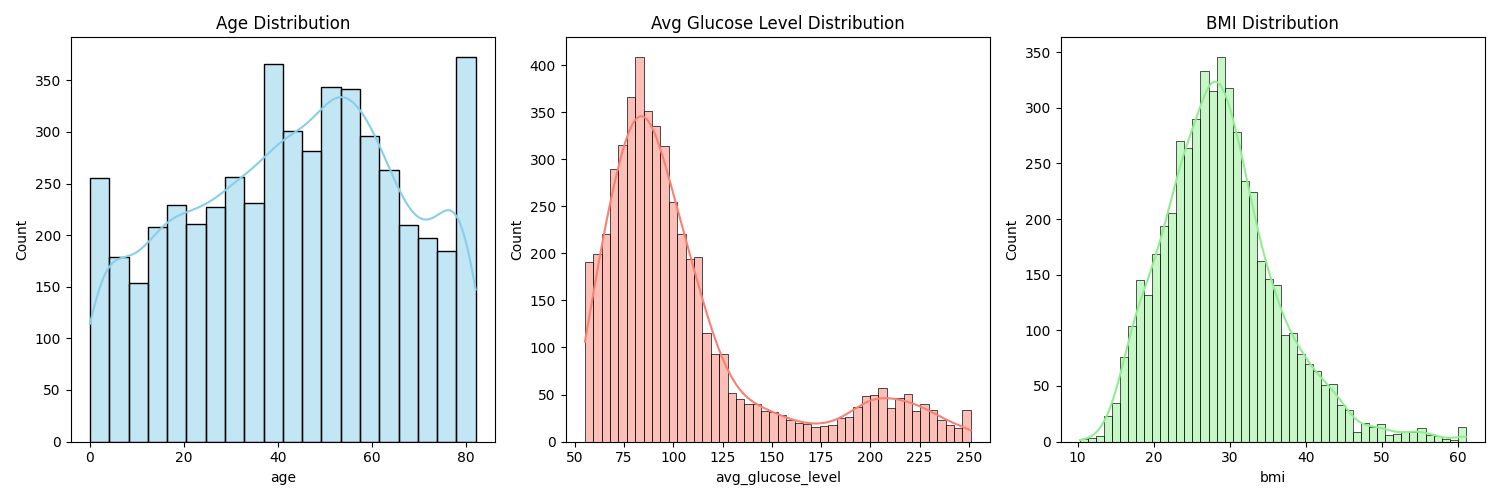 Age Distribution
Count
350
300
250
200
150
100
50
0
0 20 40 60 80
age
Avg Glucose Level Distribution
Count
400
350
300
250
200
150
100
50
0
50 75 100 125 150 175 200 225 250
avg_glucose_level
BMI Distribution
Count
350
300
250
200
150
100
50
0
10 20 30 40 50 60
bmi